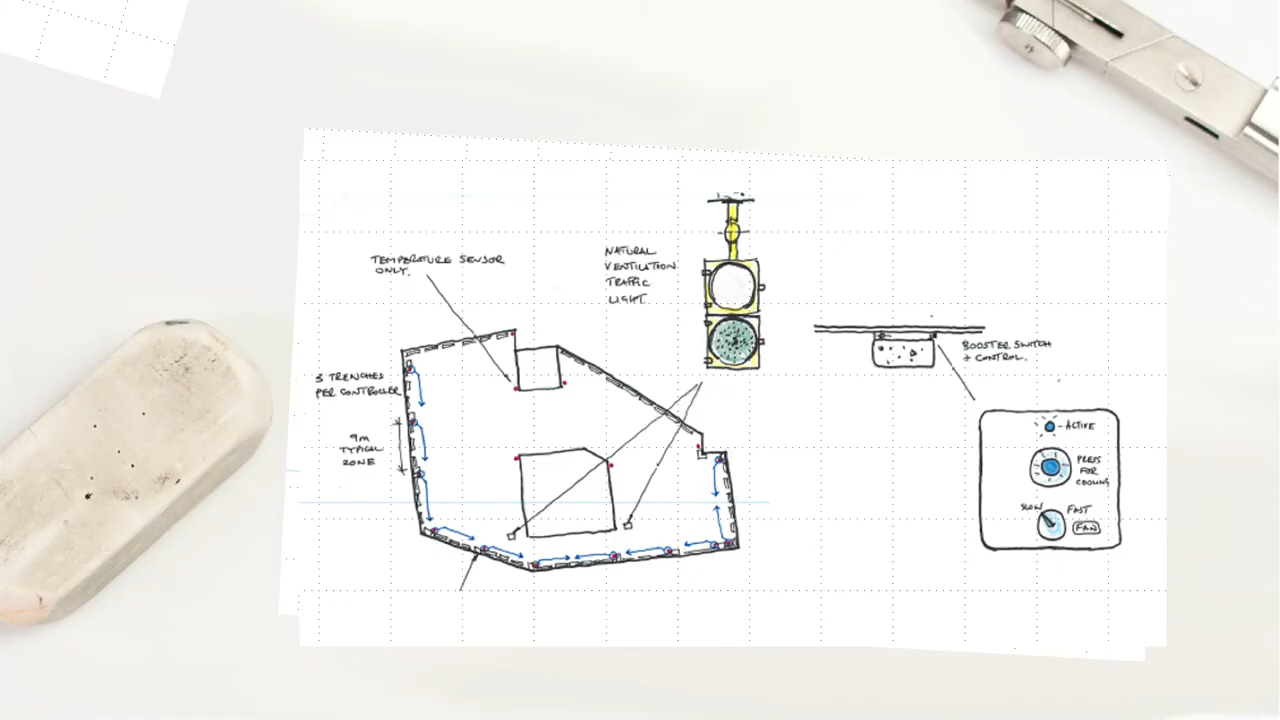 TEMPERATURE SENSOR
ONLY.
NATURAL
VENTILATION
TRAFFIC
LIGHT.
3 TRENCHES
PER CONTROLLER
9M
TYPICAL
ZONE
BOOSTER SWITCH
+ CONTROL.
- ACTIVE
PRESS
FOR
COOLING
SLOW FAST
FAN